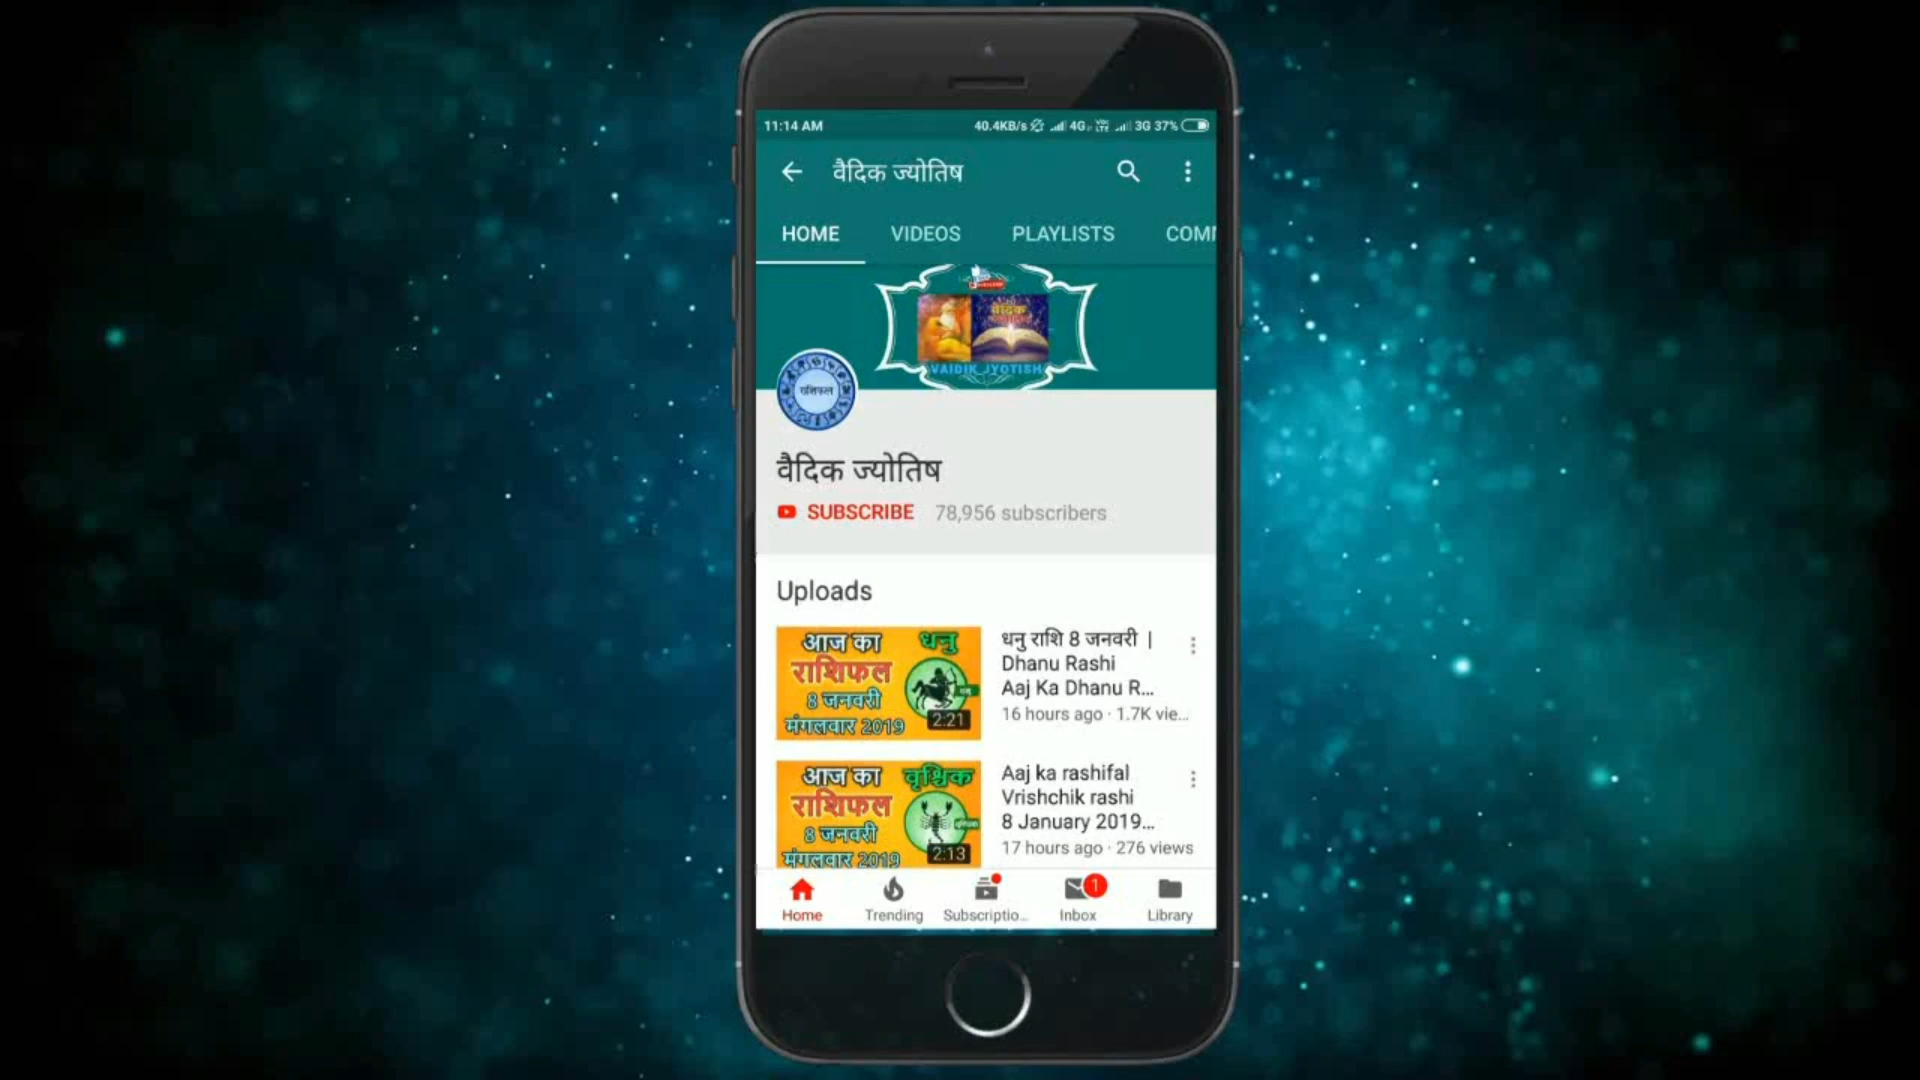 11:14 AM
40.4KB/s 4G VoLTE 3G 37%
वैदिक ज्योतिष
HOME VIDEOS PLAYLISTS COM
वैदिक
VAIDIK JYOTISH
राशिफल
वैदिक ज्योतिष
SUBSCRIBE 78,956 subscribers
Uploads
आज का धनु
राशिफल
8 जनवरी
मंगलवार 2019
2:21
धनु राशि 8 जनवरी |
Dhanu Rashi
Aaj Ka Dhanu R...
16 hours ago · 1.7K vie...
आज का वृश्चिक
राशिफल
8 जनवरी
मंगलवार 2019
2:13
Aaj ka rashifal
Vrishchik rashi
8 January 2019...
17 hours ago · 276 views
1
Home Trending Subscriptio... Inbox Library